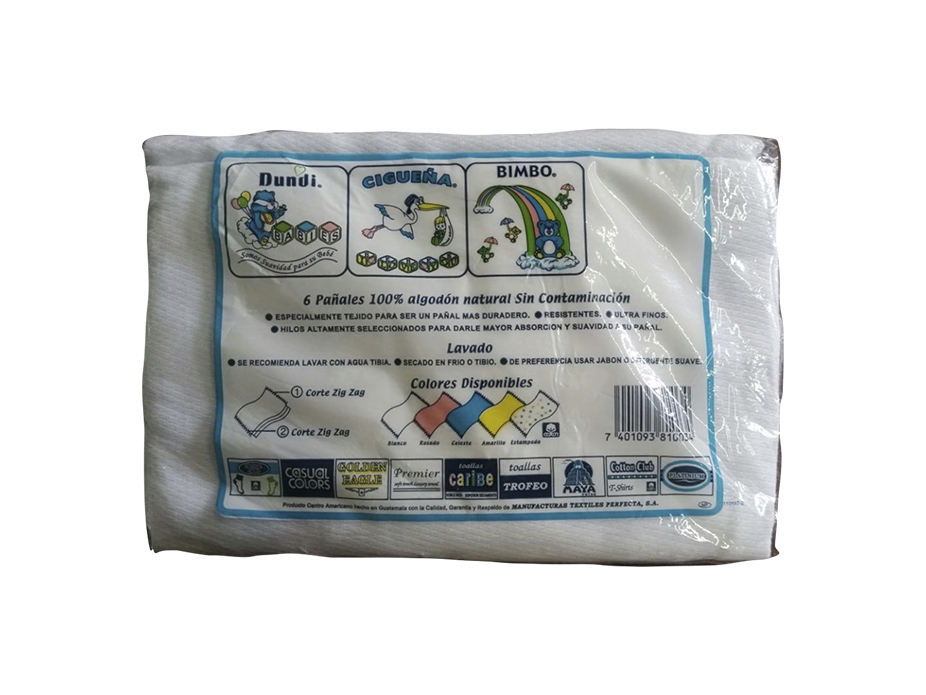 Dundi.
BABIES
Somos Suavidad para su Bebé
CIGUEÑA®
BIMBO®
6 Pañales 100% algodón natural Sin Contaminación
● ESPECIALMENTE TEJIDO PARA SER UN PAÑAL MAS DURADERO. ● RESISTENTES. ● ULTRA FINOS.
● HILOS ALTAMENTE SELECCIONADOS PARA DARLE MAYOR ABSORCION Y SUAVIDAD A SU PAÑAL.
Lavado
● SE RECOMIENDA LAVAR CON AGUA TIBIA. ● SECADO EN FRIO O TIBIO. ● DE PREFERENCIA USAR JABON O DETERGENTE SUAVE.
1 Corte Zig Zag
2 Corte Zig Zag
Colores Disponibles
Blanco Rosado Celeste Amarillo Estampado
7 401093 81003
CASUAL COLORS
GOLDEN EAGLE
Premier
toallas caribe
toallas TROFEO
MAYA
Cotton Club T-Shirts
PLATINIUM
Producto Centro Americano Hecho en Guatemala con la Calidad, Garantía y Respaldo de MANUFACTURAS TEXTILES PERFECTA, S.A.